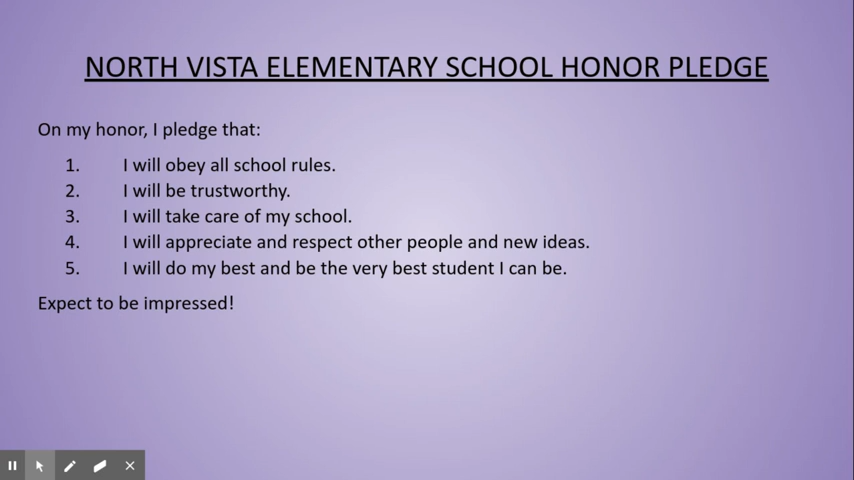 NORTH VISTA ELEMENTARY SCHOOL HONOR PLEDGE
On my honor, I pledge that:
1. I will obey all school rules.
2. I will be trustworthy.
3. I will take care of my school.
4. I will appreciate and respect other people and new ideas.
5. I will do my best and be the very best student I can be.
Expect to be impressed!